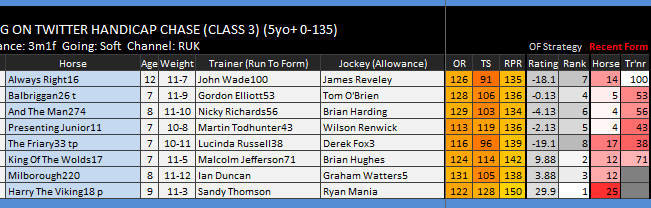 G ON TWITTER HANDICAP CHASE (CLASS 3) (5yo+ 0-135)
ance: 3m1f Going: Soft Channel: RUK
OF Strategy Recent Form
Horse Age Weight Trainer (Run To Form) Jockey (Allowance) OR TS RPR Rating Rank Horse Tr'nr
Always Right16 12 11-7 John Wade100 James Reveley 126 91 135 -18.1 7 14 100
Balbriggan26 t 7 11-9 Gordon Elliott53 Tom O'Brien 128 106 136 -0.13 5 5 53
And The Man274 8 11-10 Nicky Richards56 Brian Harding 129 103 134 -4.13 6 4 56
Presenting Junior11 7 10-8 Martin Todhunter43 Wilson Renwick 113 119 136 -2.13 5 4 43
The Friary33 tp 7 10-11 Lucinda Russell38 Derek Fox3 116 96 139 -19.1 8 17 38
King Of The Wolds17 7 11-5 Malcolm Jefferson71 Brian Hughes 124 114 142 9.88 2 12 71
Milborough220 8 11-12 Ian Duncan Graham Watters5 131 105 138 3.88 3 12
Harry The Viking18 p 9 11-3 Sandy Thomson Ryan Mania 122 128 150 29.9 1 25